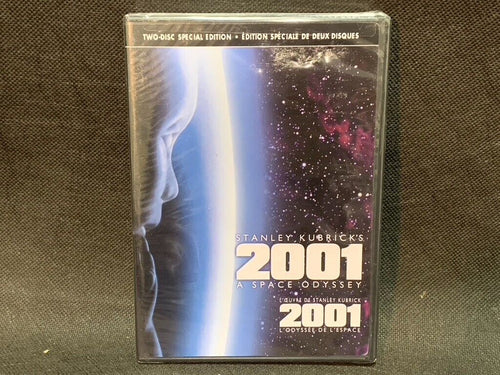 TWO-DISC SPECIAL EDITION • ÉDITION SPÉCIALE DE DEUX DISQUES
STANLEY KUBRICK'S
2001
A SPACE ODYSSEY
L'ŒUVRE DE STANLEY KUBRICK
2001
L'ODYSSÉE DE L'ESPACE